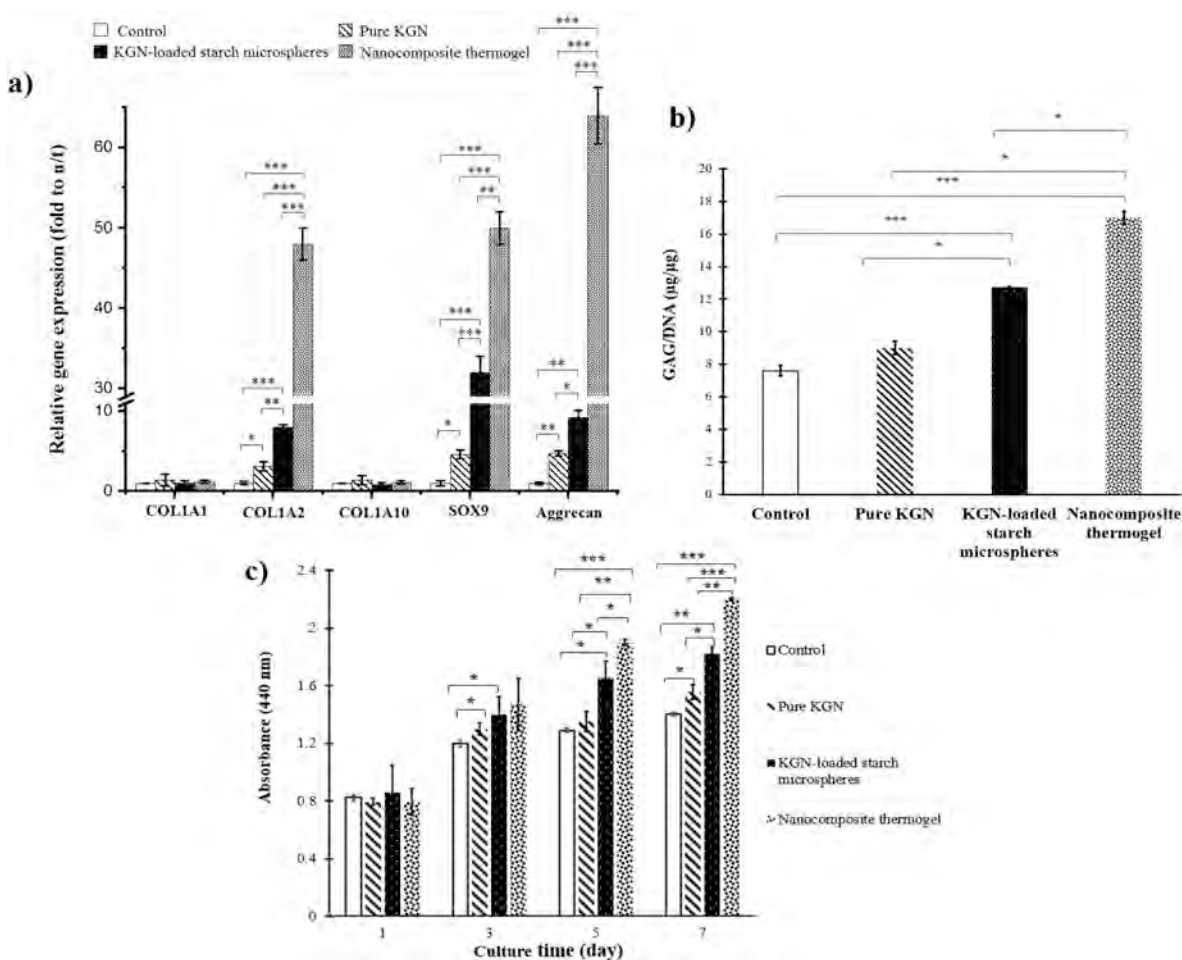 Control Pure KGN
KGN-loaded starch microspheres Nanocomposite thermogel
a)
Relative gene expression (fold to n/t)
60
50
40
30
10
0
*** *** ***
*** *** ***
*** ** *
*** *** **
*** *** *
** * **
COL1A1 COL1A2 COL1A10 SOX9 Aggrecan
b)
GAG/DNA (µg/µg)
20
18
16
14
12
10
8
6
4
2
0
*
*
***
***
*
Control Pure KGN KGN-loaded Nanocomposite
starch thermogel
microspheres
c)
Absorbance (440 nm)
2.4
2
1.6
1.2
0.8
0.4
0
* *
*** ** * * *
*** *** ** ** * *
1 3 5 7
Culture time (day)
Control
Pure KGN
KGN-loaded starch
microspheres
Nanocomposite thermogel